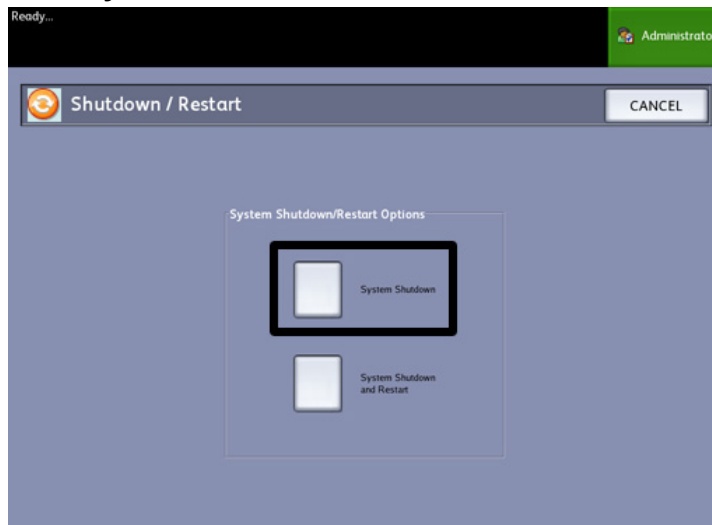 Ready...
Administrato
Shutdown / Restart
CANCEL
System Shutdown/Restart Options
System Shutdown
System Shutdown
and Restart